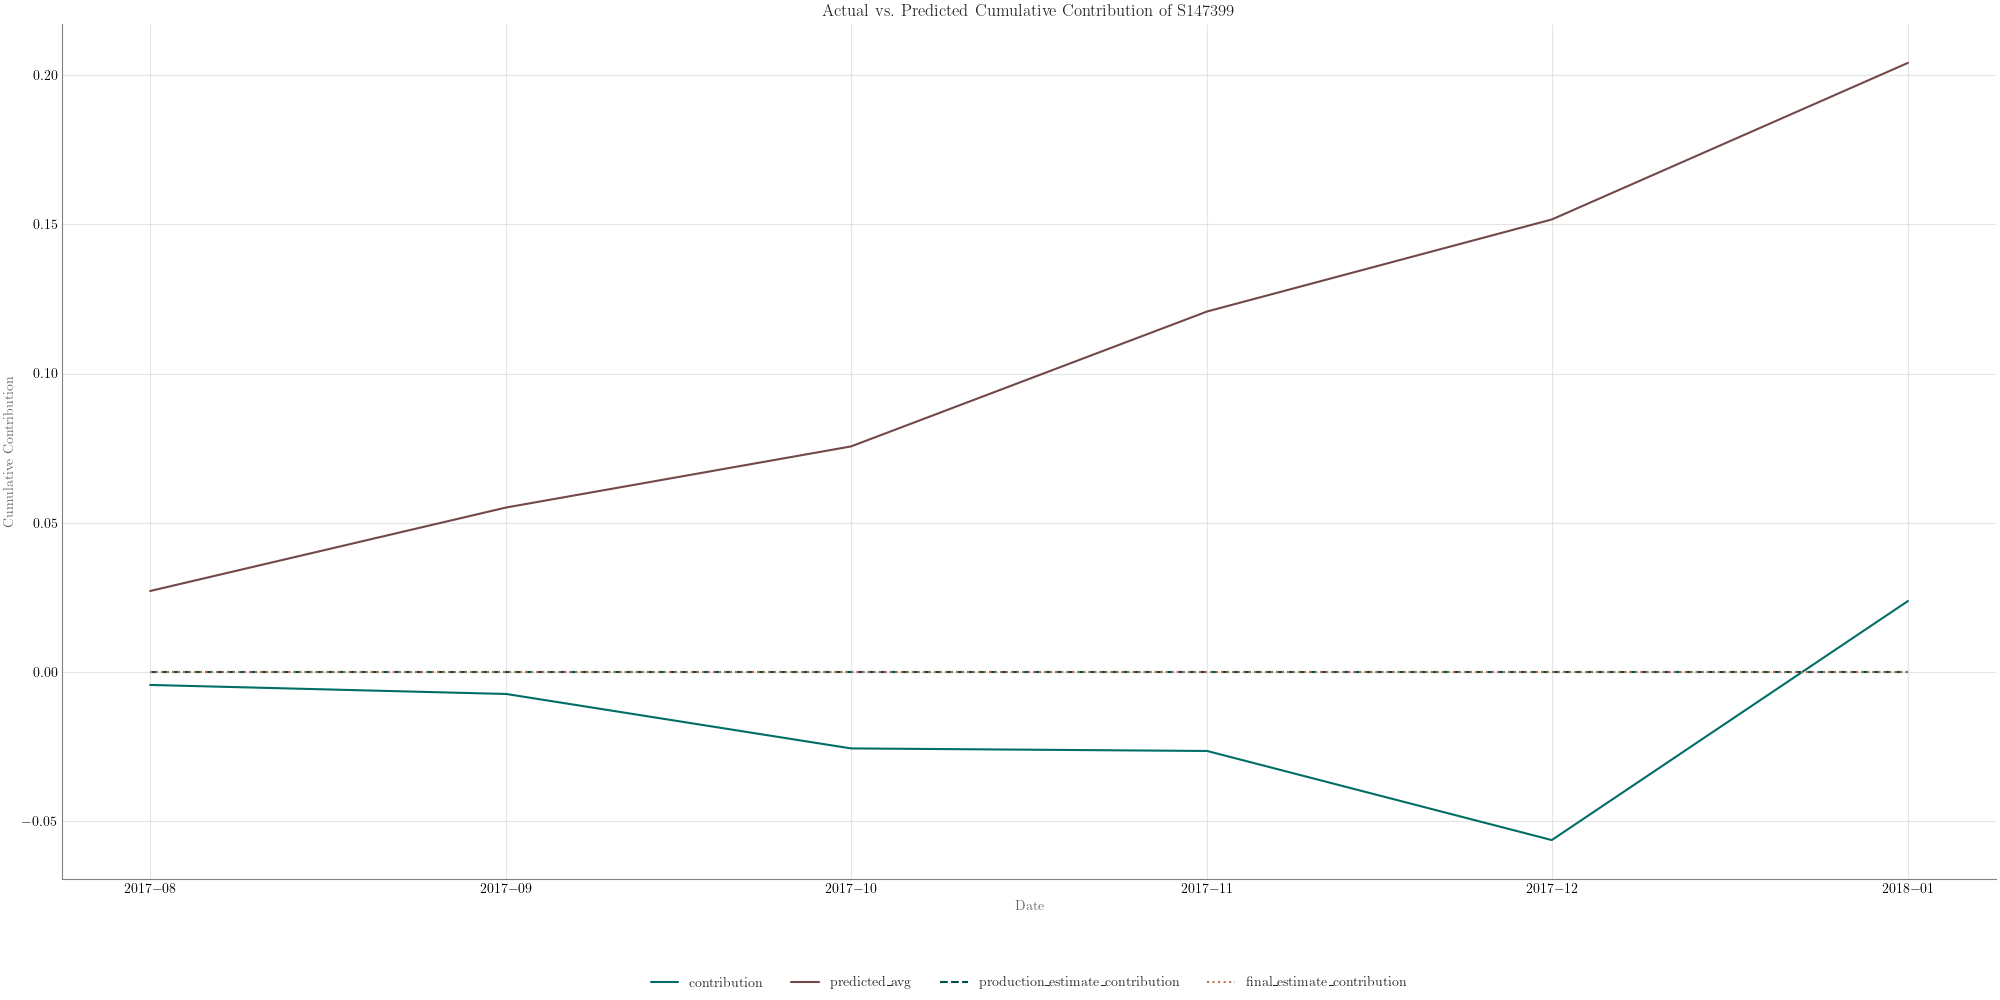 Actual vs. Predicted Cumulative Contribution of S147399
Cumulative Contribution
0.20
0.15
0.10
0.05
0.00
−0.05
2017−08 2017−09 2017−10 2017−11 2017−12 2018−01
Date
contribution predicted_avg production_estimate_contribution final_estimate_contribution